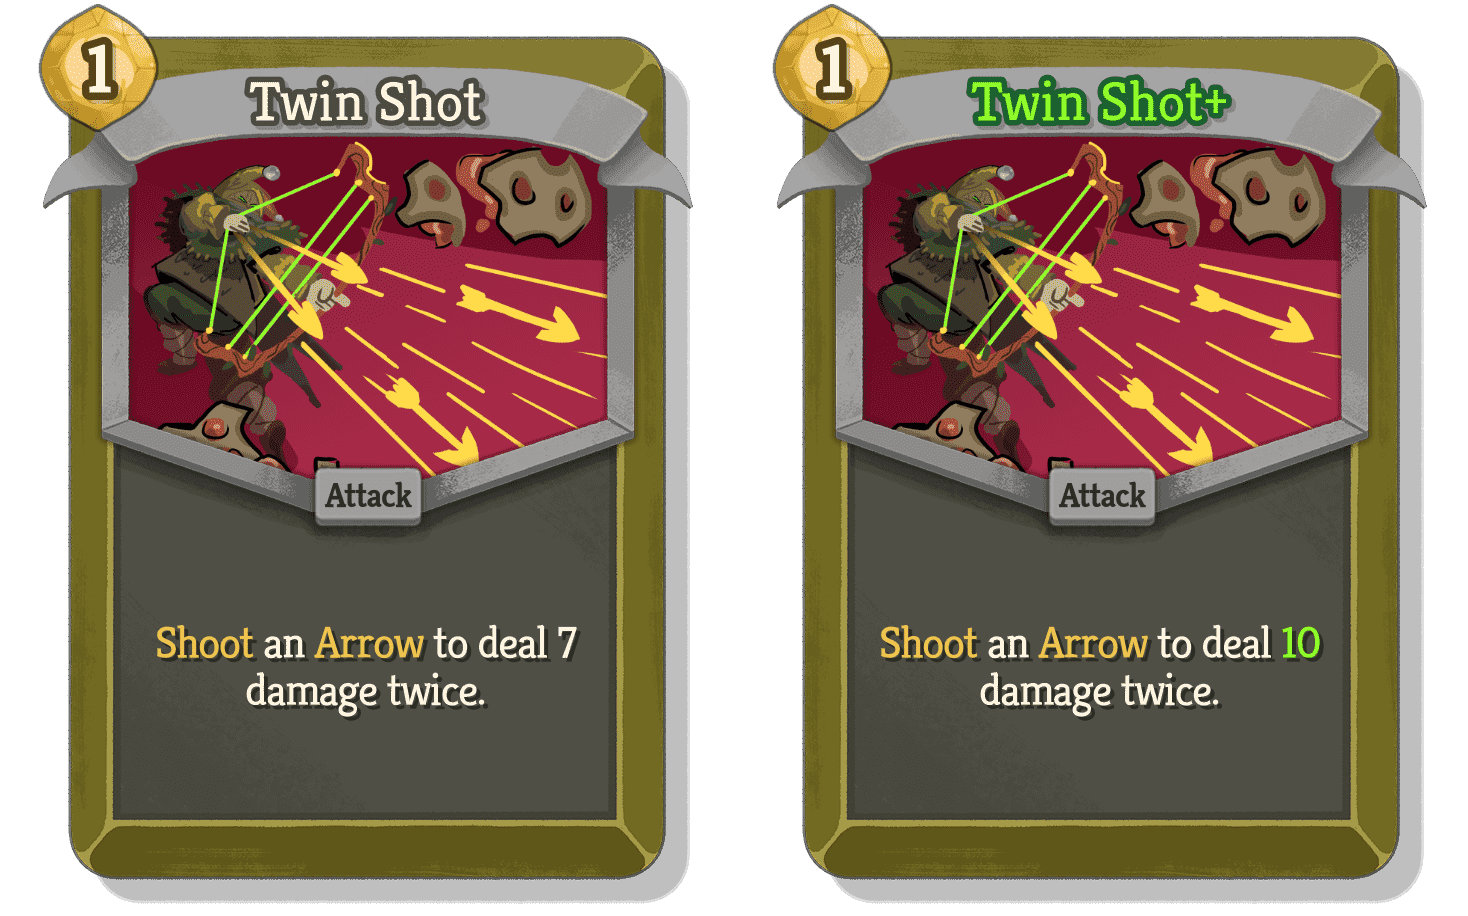 1
Twin Shot
Attack
Shoot an Arrow to deal 7
damage twice.
1
Twin Shot+
Attack
Shoot an Arrow to deal 10
damage twice.